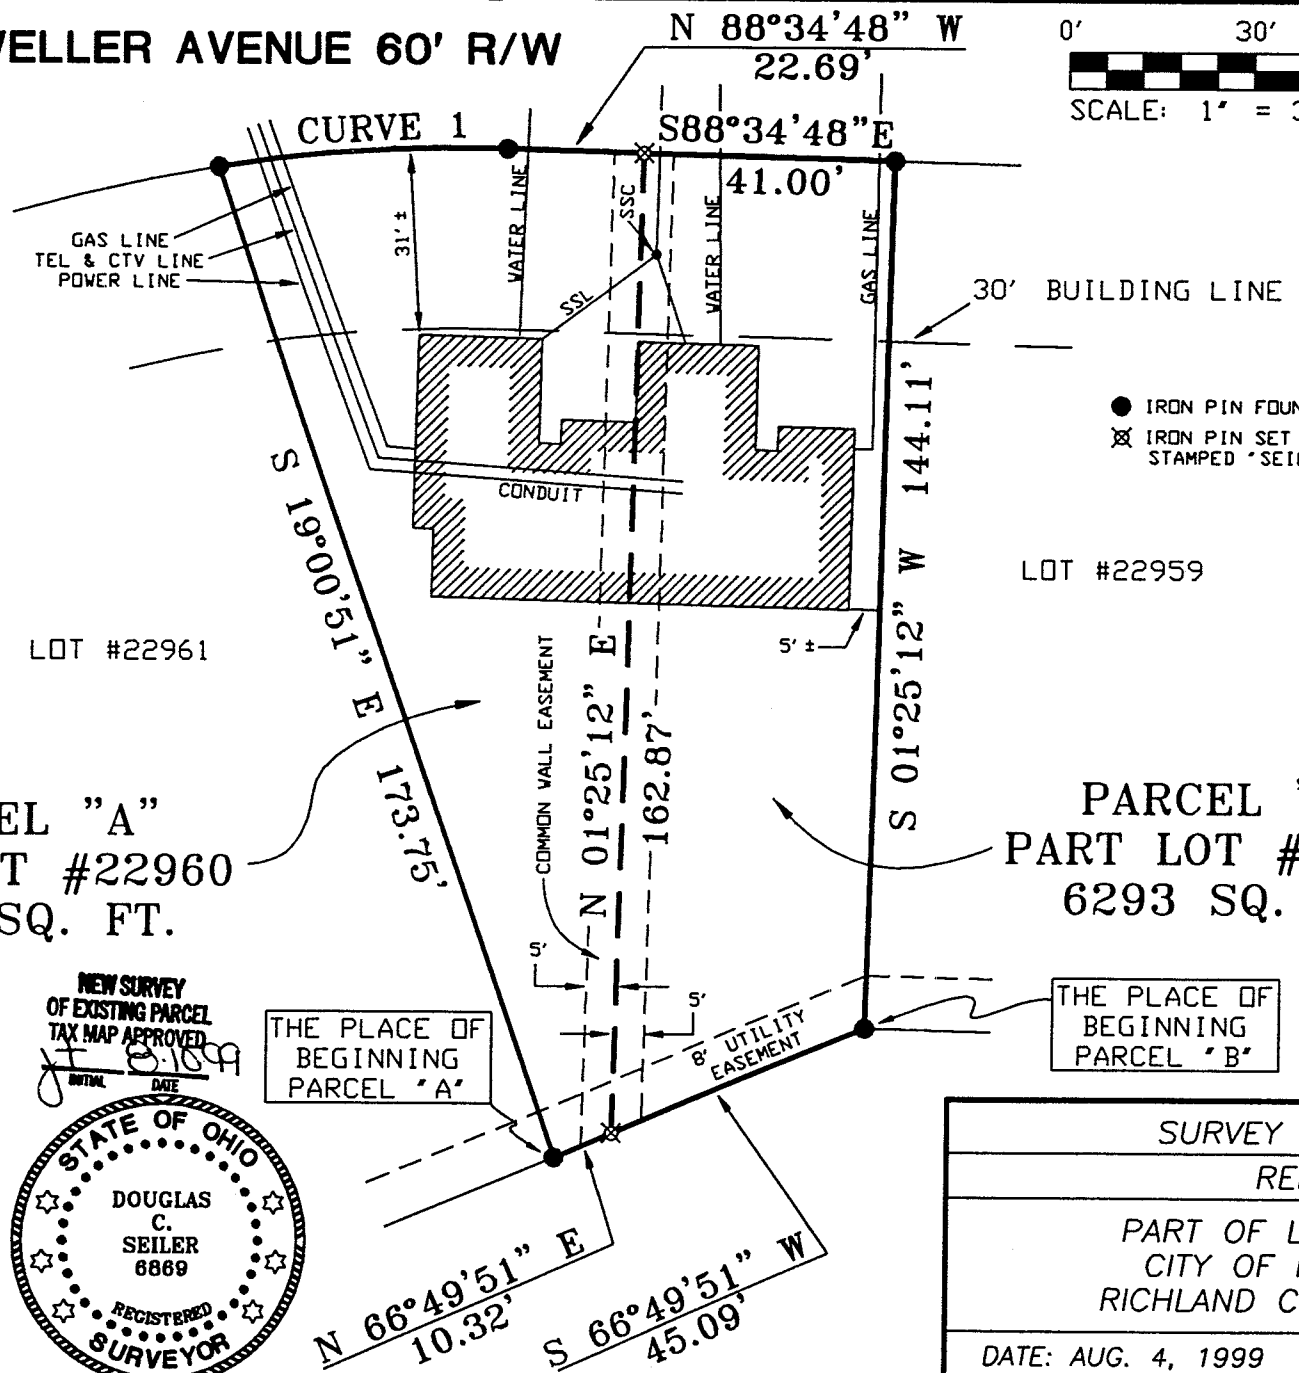 VELLER AVENUE 60' R/W
N 88°34'48" W
22.69'
0' 30'
SCALE: 1" = 3
CURVE 1
S88°34'48"E
41.00'
GAS LINE
TEL & CTV LINE
POWER LINE
31' ±
WATER LINE
SSC
SSL
WATER LINE
GAS LINE
30' BUILDING LINE
IRON PIN FOUN
IRON PIN SET
STAMPED "SEIL
CONDUIT
S 19°00'51" E 173.75'
S 01°25'12" W 144.11'
LOT #22959
LOT #22961
5' ±
COMMON WALL EASEMENT
N 01°25'12" E
162.87'
EL "A"
T #22960
SQ. FT.
PARCEL "
PART LOT #
6293 SQ.
5'
5'
8' UTILITY
EASEMENT
NEW SURVEY
OF EXISTING PARCEL
TAX MAP APPROVED
8-10-99
INITIAL DATE
THE PLACE OF
BEGINNING
PARCEL "A"
THE PLACE OF
BEGINNING
PARCEL "B"
STATE OF OHIO
DOUGLAS
C.
SEILER
6869
REGISTERED
SURVEYOR
N 66°49'51" E
10.32'
S 66°49'51" W
45.09'
SURVEY
RE
PART OF L
CITY OF
RICHLAND C
DATE: AUG. 4, 1999